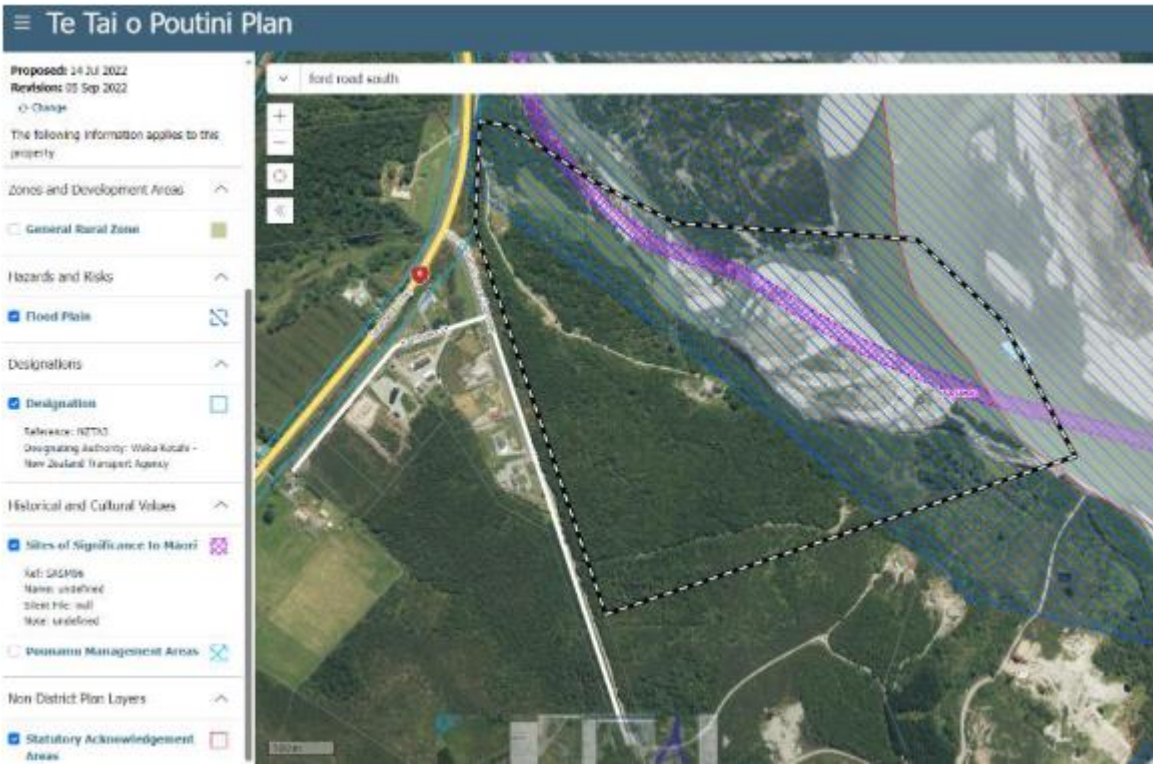 Te Tai o Poutini Plan
Proposed: 14 Jul 2022
Revision: 05 Sep 2022
Change
The following information applies to this
property
Zones and Development Areas
General Rural Zone
Hazards and Risks
Flood Plain
Designations
Designation
Reference: NZTA3
Designating Authority: Waka Kotahi -
New Zealand Transport Agency
Historical and Cultural Values
Sites of Significance to Māori
Ref: SASM96
Name: undefined
Silent File: null
Note: undefined
Pounamu Management Areas
Non District Plan Layers
Statutory Acknowledgement
Areas
ford road south